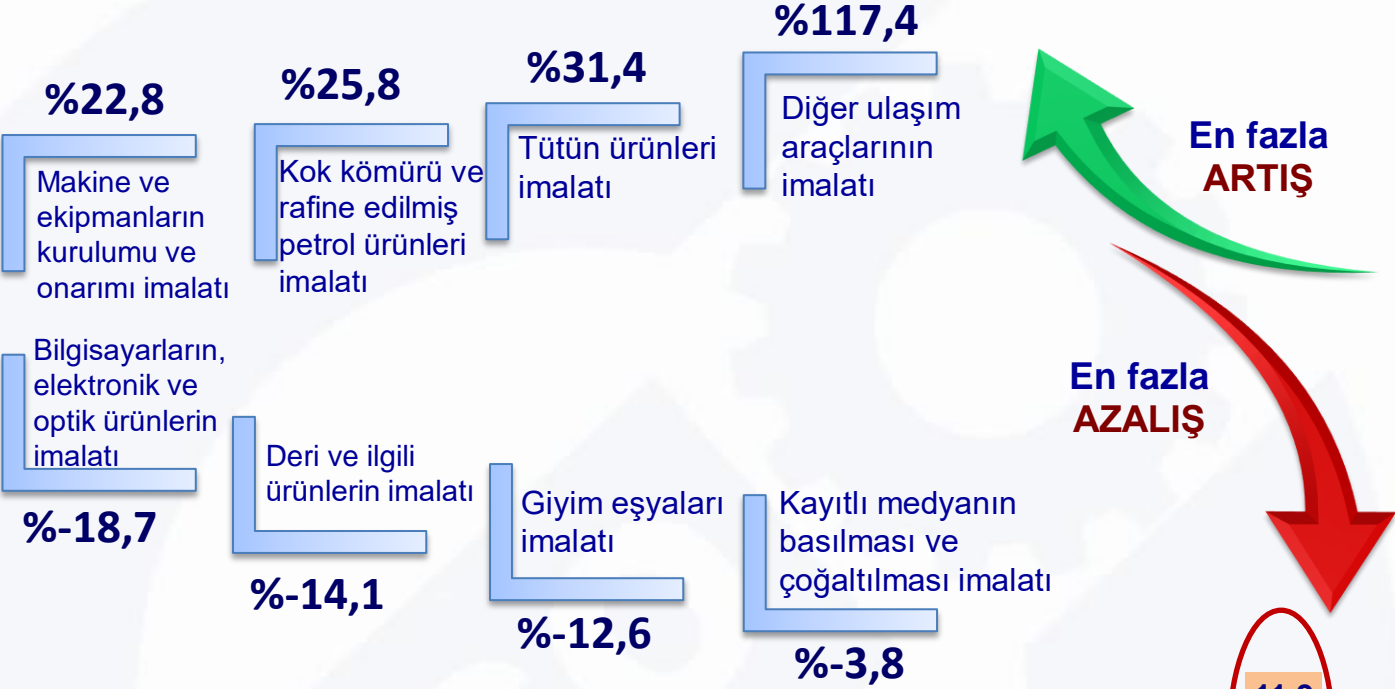 %22,8
Makine ve
ekipmanların
kurulumu ve
onarımı imalatı
%25,8
Kok kömürü ve
rafine edilmiş
petrol ürünleri
imalatı
%31,4
Tütün ürünleri
imalatı
%117,4
Diğer ulaşım
araçlarının
imalatı
En fazla
ARTIŞ
Bilgisayarların,
elektronik ve
optik ürünlerin
imalatı
%-18,7
Deri ve ilgili
ürünlerin imalatı
%-14,1
Giyim eşyaları
imalatı
%-12,6
Kayıtlı medyanın
basılması ve
çoğaltılması imalatı
%-3,8
En fazla
AZALIŞ